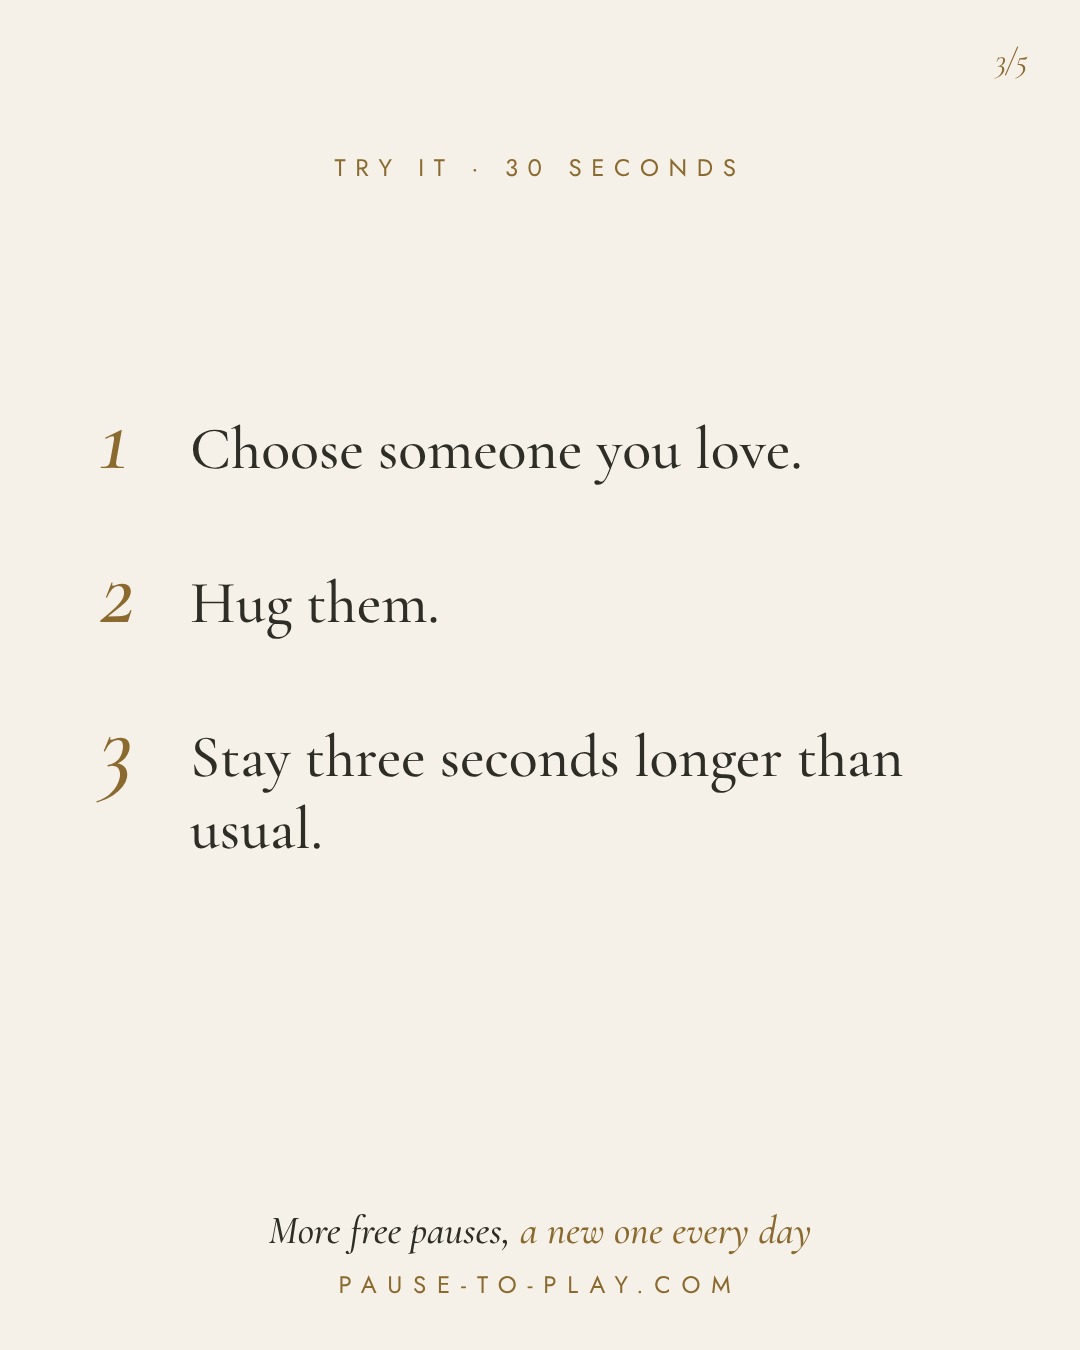 3/5
TRY IT · 30 SECONDS
1 Choose someone you love.
2 Hug them.
3 Stay three seconds longer than
usual.
More free pauses, a new one every day
PAUSE-TO-PLAY.COM